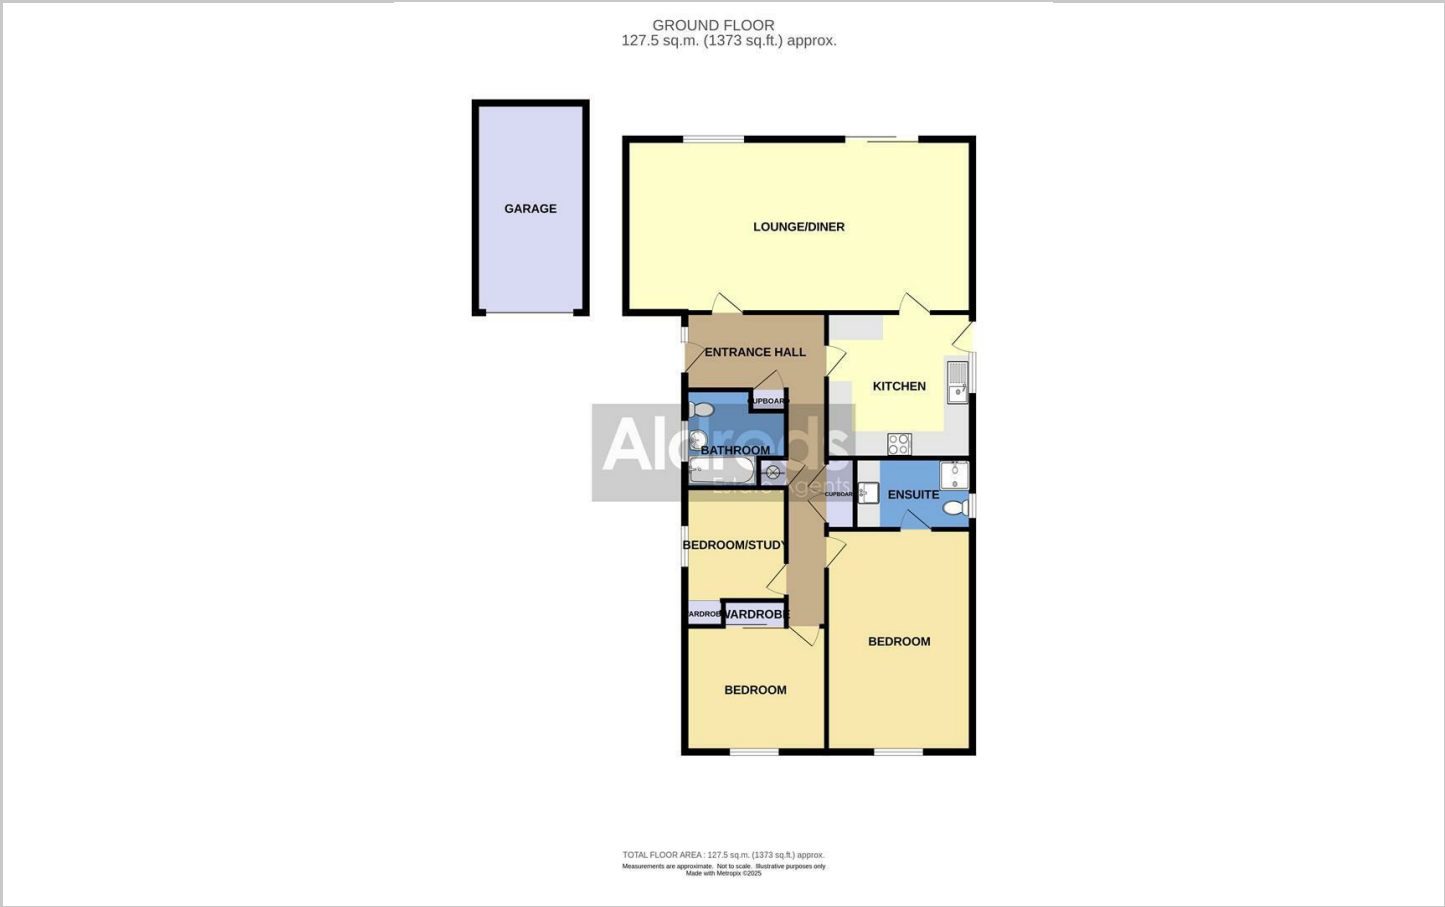 GROUND FLOOR
127.5 sq.m. (1373 sq.ft.) approx.
GARAGE
LOUNGE/DINER
ENTRANCE HALL
KITCHEN
CUPBOARD
Aldreds
Estate Agents
BATHROOM
CUPBOARD
ENSUITE
BEDROOM/STUDY
WARDROBE
WARDROBE
BEDROOM
BEDROOM
TOTAL FLOOR AREA : 127.5 sq.m. (1373 sq.ft.) approx.
Measurements are approximate. Not to scale. Illustrative purposes only
Made with Metropix ©2025